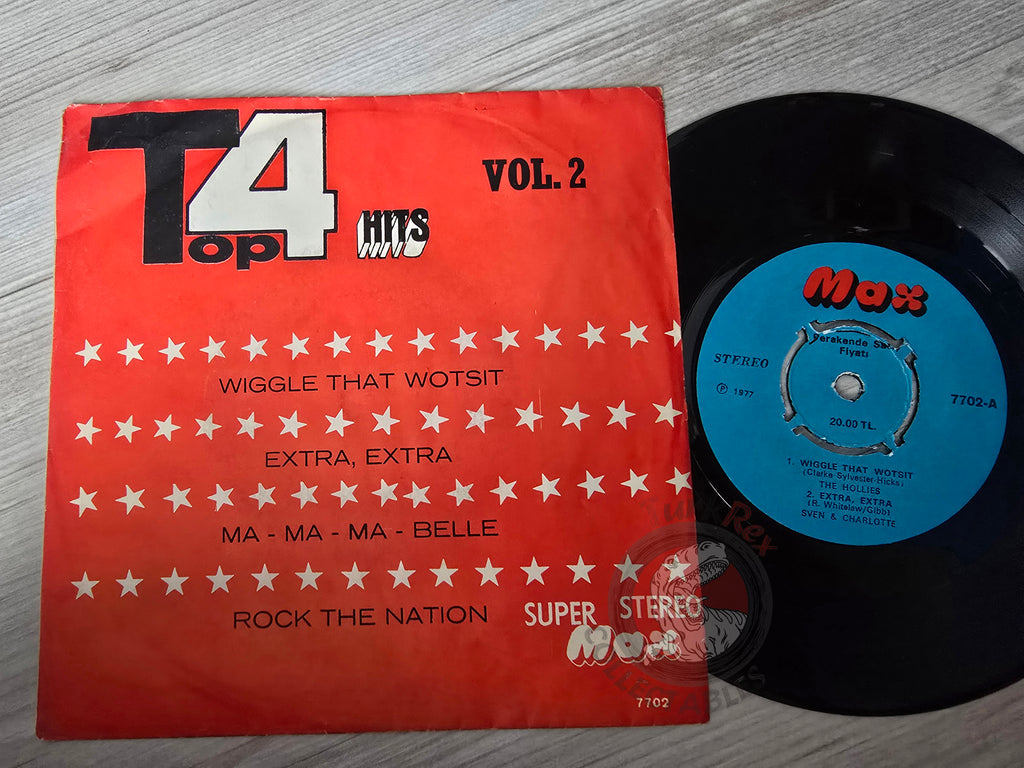 Top 4
HITS
VOL. 2
WIGGLE THAT WOTSIT
EXTRA, EXTRA
MA - MA - MA - BELLE
ROCK THE NATION
SUPER STEREO
Max
7702
Max
Perakende
Fiyatı
STEREO
℗ 1977
7702-A
20.00 TL.
1. WIGGLE THAT WOTSIT
(Clarke-Sylvester-Hicks)
THE HOLLIES
2. EXTRA, EXTRA
(R. Whitelaw/Gibb)
SVEN & CHARLOTTE
Rex